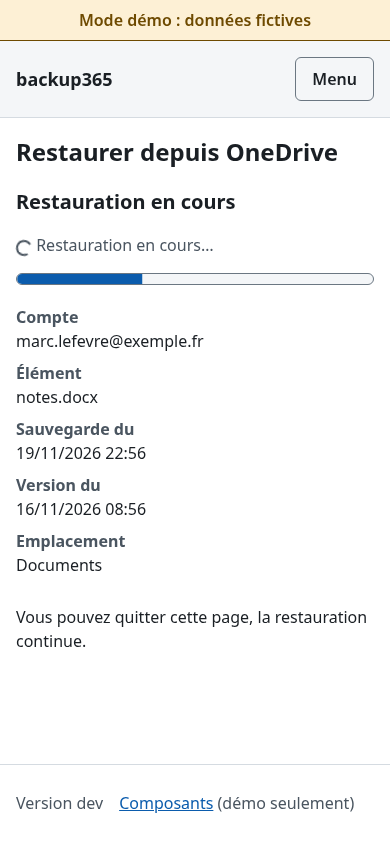 Mode démo : données fictives
backup365
Menu
Restaurer depuis OneDrive
Restauration en cours
Restauration en cours...
Compte
marc.lefevre@exemple.fr
Élément
notes.docx
Sauvegarde du
19/11/2026 22:56
Version du
16/11/2026 08:56
Emplacement
Documents
Vous pouvez quitter cette page, la restauration
continue.
Version dev Composants (démo seulement)